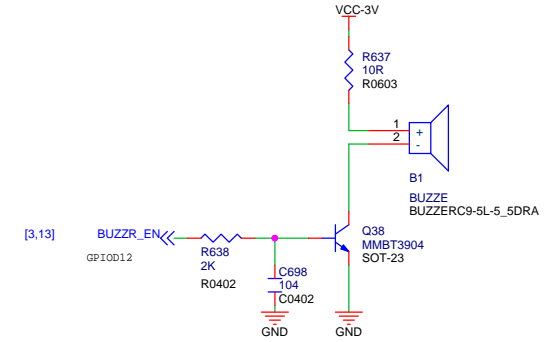 VCC-3V
R637
10R
R0603
1
2
+
-
B1
BUZZE
BUZZERC9-5L-5_5DRA
[3,13]
BUZZR_EN
GPIOD12
R638
2K
R0402
Q38
MMBT3904
SOT-23
C698
104
C0402
GND
GND